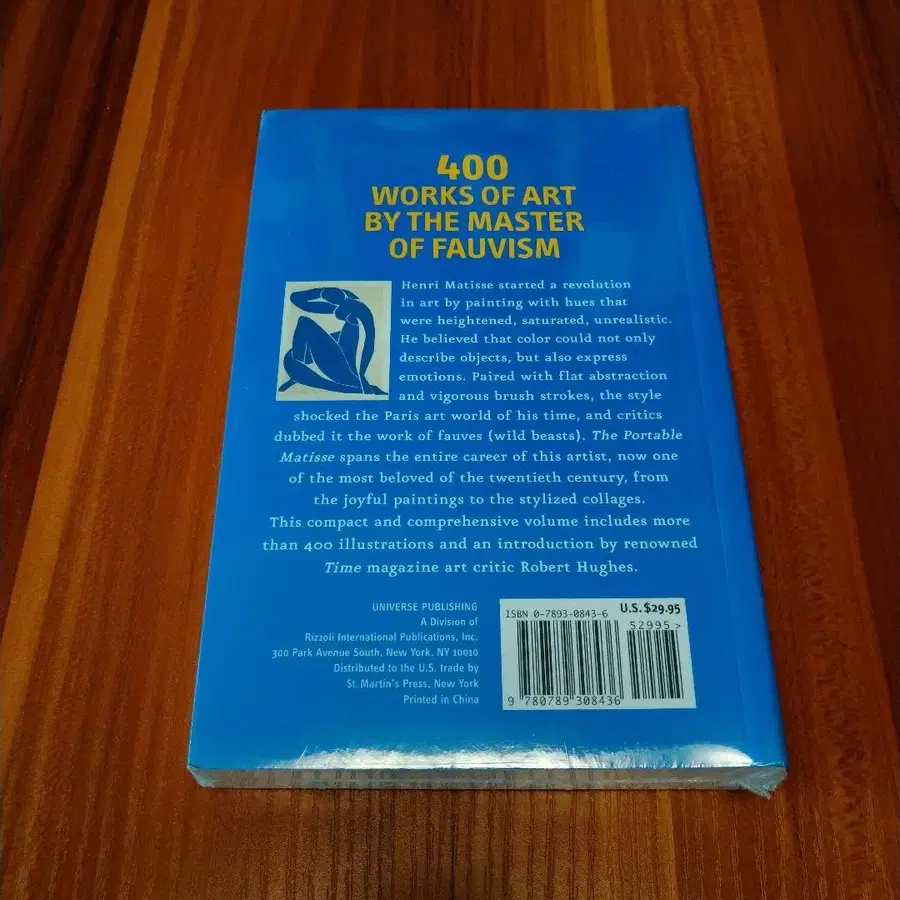 400
WORKS OF ART
BY THE MASTER
OF FAUVISM
Henri Matisse started a revolution
in art by painting with hues that
were heightened, saturated, unrealistic.
He believed that color could not only
describe objects, but also express
emotions. Paired with flat abstraction
and vigorous brush strokes, the style
shocked the Paris art world of his time, and critics
dubbed it the work of fauves (wild beasts). The Portable
Matisse spans the entire career of this artist, now one
of the most beloved of the twentieth century, from
the joyful paintings to the stylized collages.
This compact and comprehensive volume includes more
than 400 illustrations and an introduction by renowned
Time magazine art critic Robert Hughes.
UNIVERSE PUBLISHING
A Division of
Rizzoli International Publications, Inc.
300 Park Avenue South, New York, NY 10010
Distributed to the U.S. trade by
St. Martin's Press, New York
Printed in China
ISBN 0-7893-0843-6
U.S. $29.95
52995>
9 780789 308436